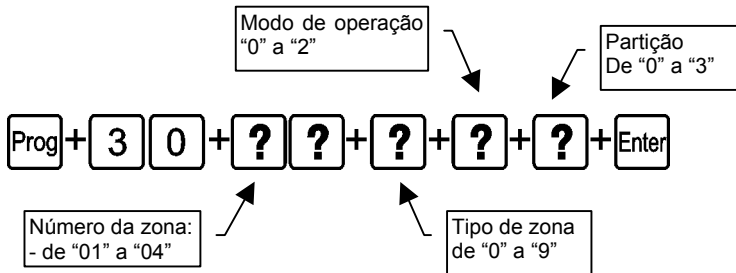 Modo de operação
“0” a “2”
Partição
De “0” a “3”
Prog + 3 0 + ? ? + ? + ? + ? + Enter
Número da zona:
- de “01” a “04”
Tipo de zona
de “0” a “9”